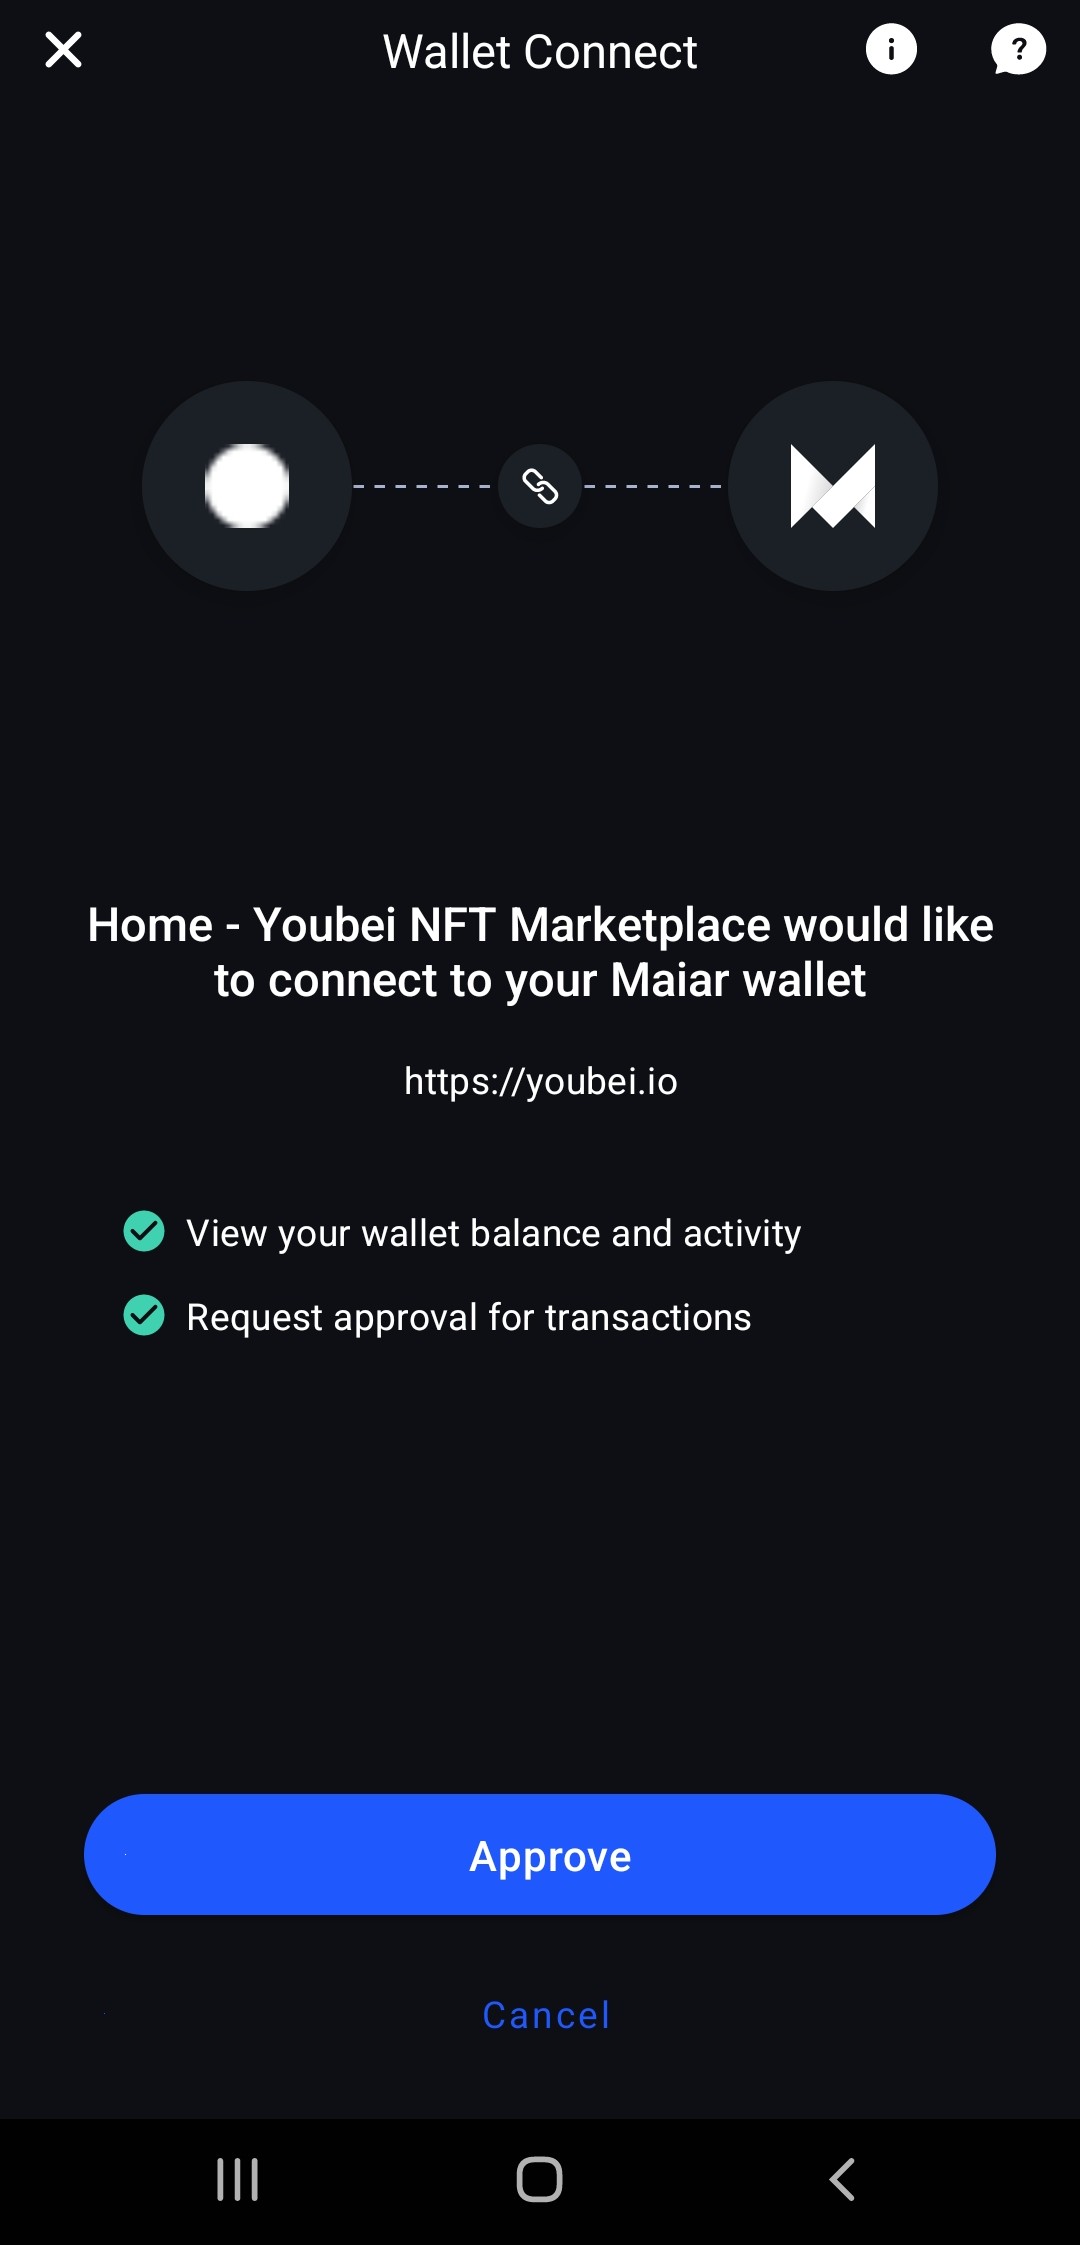 Wallet Connect
Home - Youbei NFT Marketplace would like
to connect to your Maiar wallet
https://youbei.io
View your wallet balance and activity
Request approval for transactions
Approve
Cancel